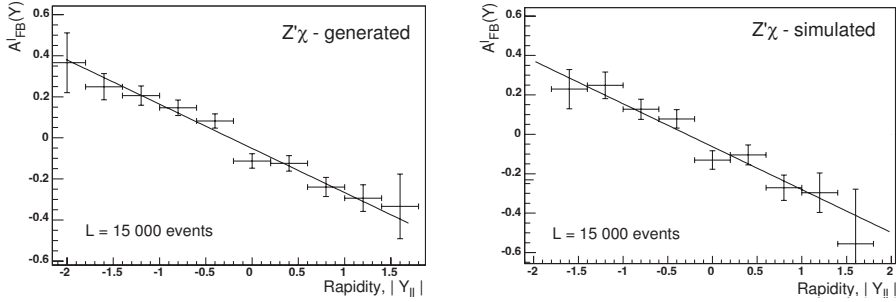 A^l_FB(Y)
Z'χ - generated
0.6
0.4
0.2
0
-0.2
-0.4
-0.6
L = 15 000 events
-2 -1.5 -1 -0.5 0 0.5 1 1.5
Rapidity, | Y_ll |
A^l_FB(Y)
Z'χ - simulated
0.6
0.4
0.2
0
-0.2
-0.4
-0.6
L = 15 000 events
-2 -1.5 -1 -0.5 0 0.5 1 1.5 2
Rapidity, | Y_ll |